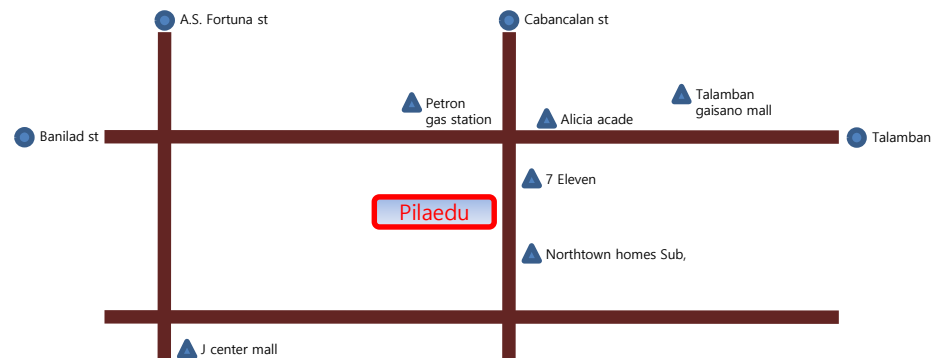 A.S. Fortuna st
Cabancalan st
Petron
gas station
Talamban
gaisano mall
Alicia acade
Banilad st
Talamban
7 Eleven
Pilaedu
Northtown homes Sub,
J center mall